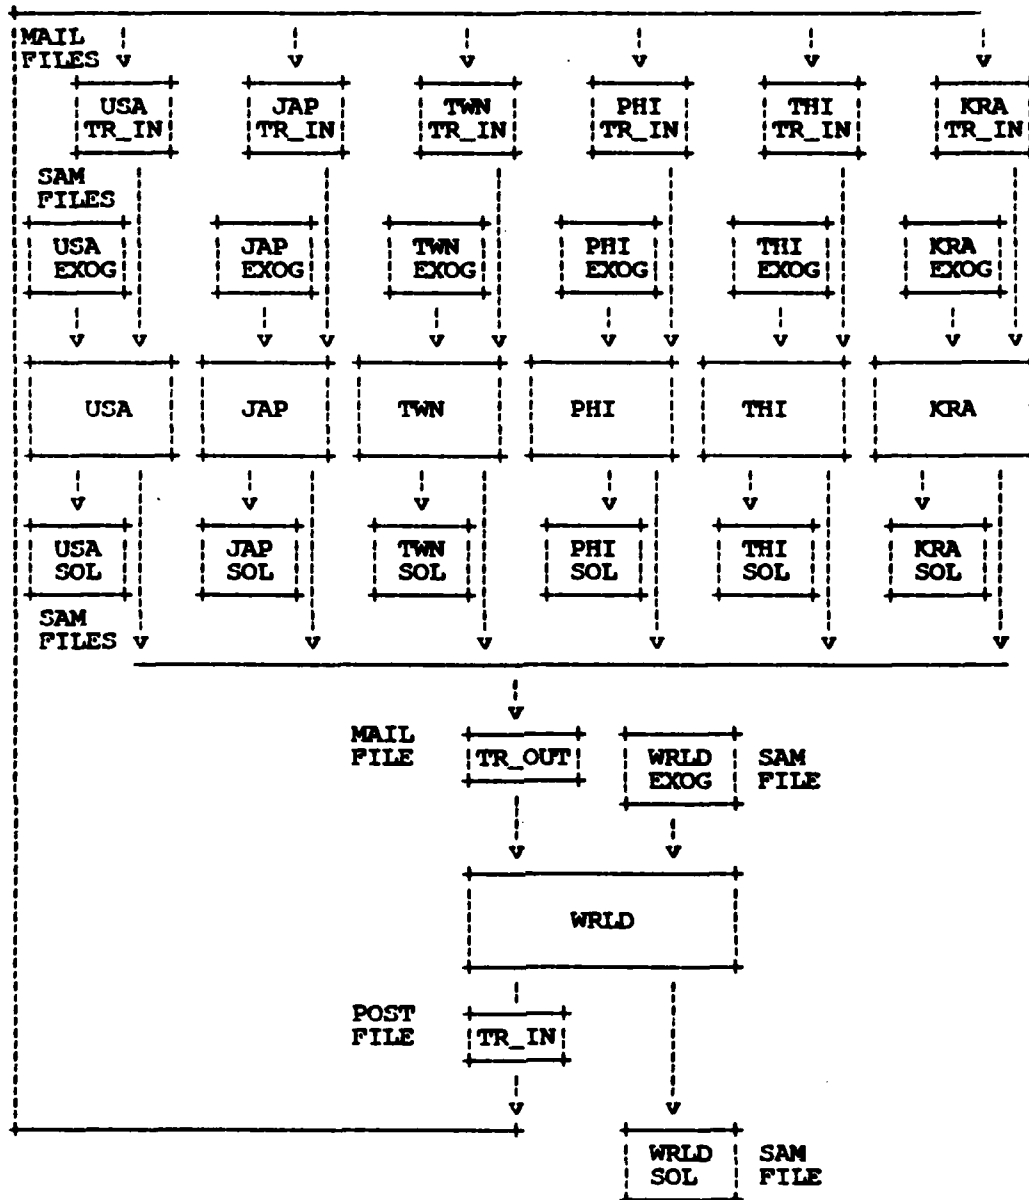 MAIL
FILES
USA JAP TWN PHI THI KRA
TR_IN TR_IN TR_IN TR_IN TR_IN TR_IN
SAM
FILES
USA JAP TWN PHI THI KRA
EXOG EXOG EXOG EXOG EXOG EXOG
USA JAP TWN PHI THI KRA
USA JAP TWN PHI THI KRA
SOL SOL SOL SOL SOL SOL
SAM
FILES
MAIL WRLD SAM
FILE TR_OUT EXOG FILE
WRLD
POST
FILE TR_IN
WRLD SAM
SOL FILE